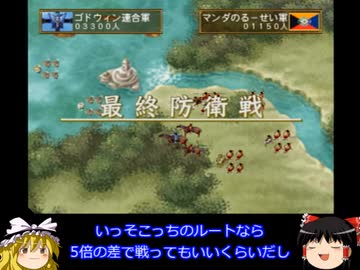 ゴドウィン連合軍
03300人
マンダのるーせい軍
01150人
最終防衛戦
いっそこっちのルートなら
5倍の差で戦ってもいいくらいだし